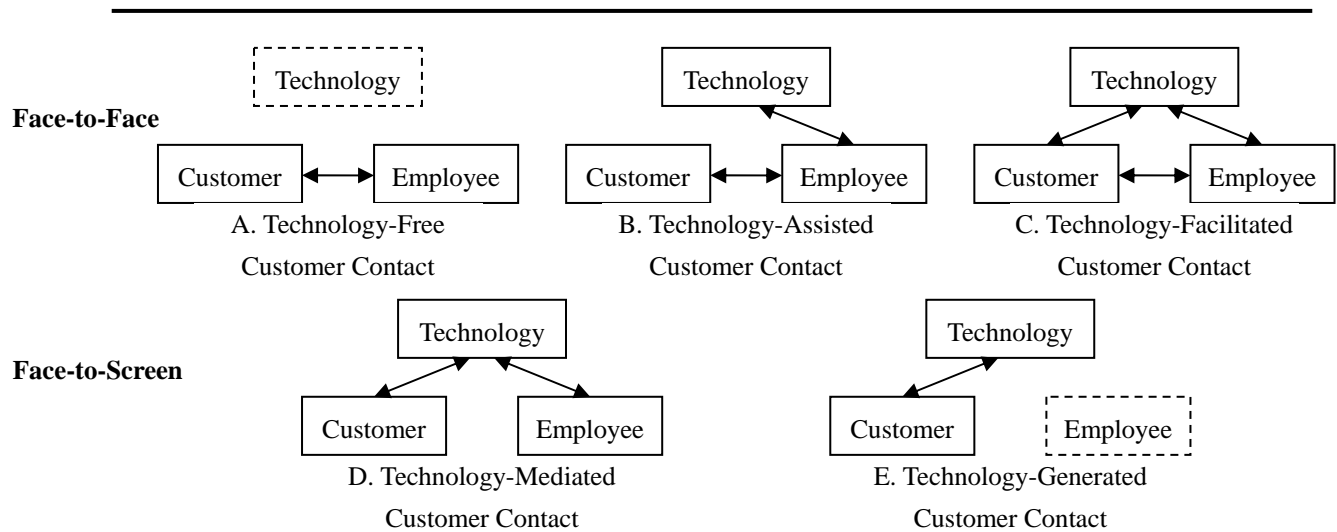 Technology Technology Technology
Face-to-Face
Customer Employee Customer Employee Customer Employee
A. Technology-Free B. Technology-Assisted C. Technology-Facilitated
Customer Contact Customer Contact Customer Contact
Technology Technology
Face-to-Screen
Customer Employee Customer Employee
D. Technology-Mediated E. Technology-Generated
Customer Contact Customer Contact